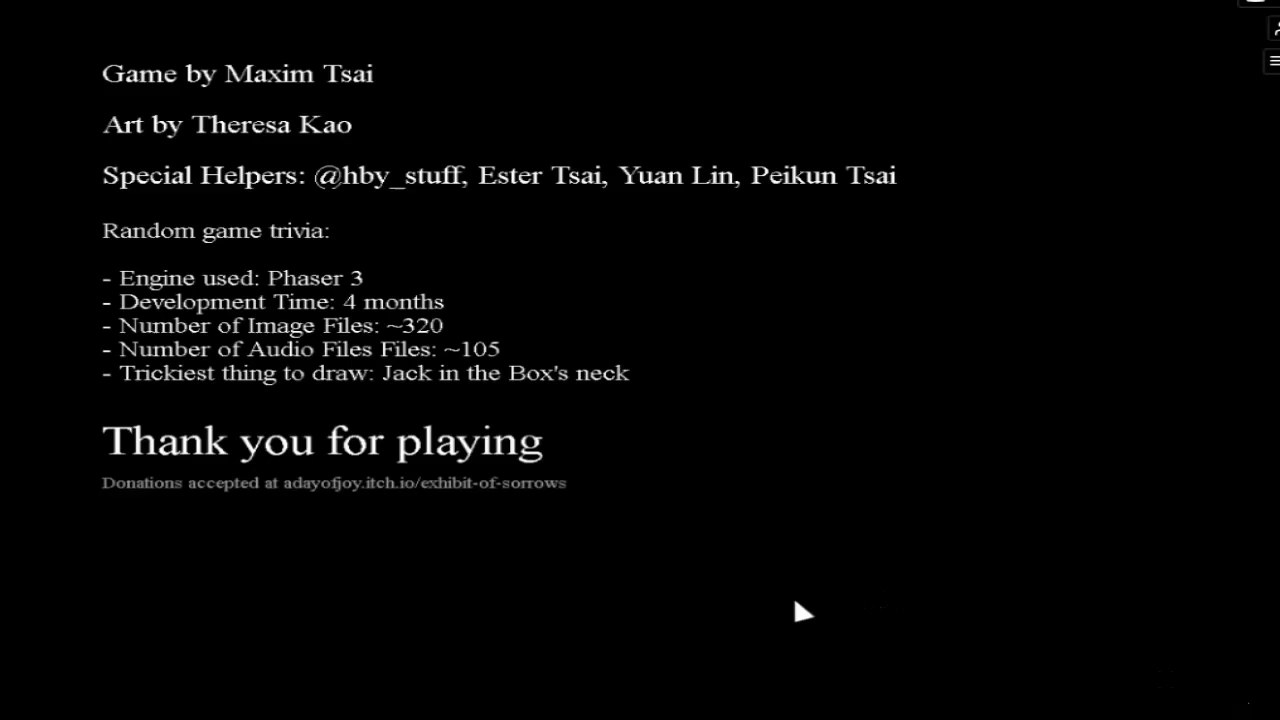 Game by Maxim Tsai
Art by Theresa Kao
Special Helpers: @hby_stuff, Ester Tsai, Yuan Lin, Peikun Tsai
Random game trivia:
- Engine used: Phaser 3
- Development Time: 4 months
- Number of Image Files: ~320
- Number of Audio Files Files: ~105
- Trickiest thing to draw: Jack in the Box's neck
Thank you for playing
Donations accepted at adayofjoy.itch.io/exhibit-of-sorrows